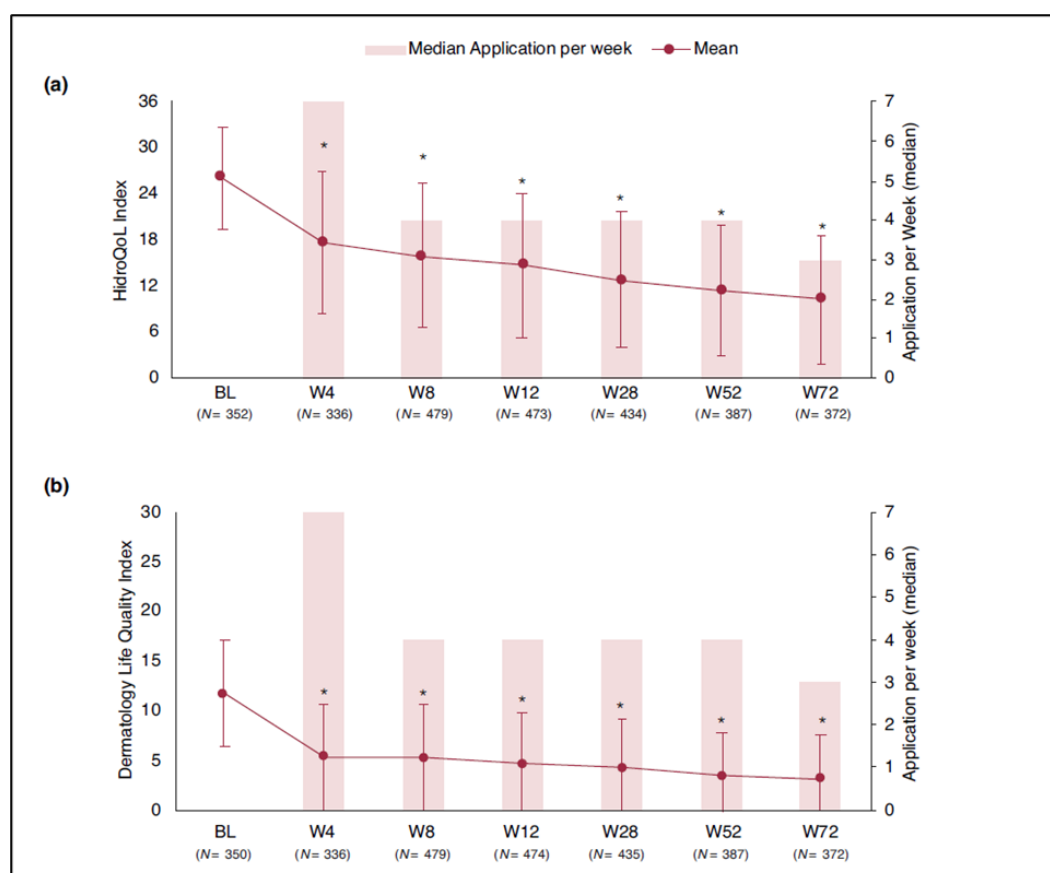 Median Application per week Mean
(a)
HidroQoL Index
36
30
24
18
12
6
0
Application per Week (median)
7
6
5
4
3
2
1
0
* * * * * *
BL W4 W8 W12 W28 W52 W72
(N= 352) (N= 336) (N= 479) (N= 473) (N= 434) (N= 387) (N= 372)
(b)
Dermatology Life Quality Index
30
25
20
15
10
5
0
Application per week (median)
7
6
5
4
3
2
1
0
* * * * * *
BL W4 W8 W12 W28 W52 W72
(N= 350) (N= 336) (N= 479) (N= 474) (N= 435) (N= 387) (N= 372)